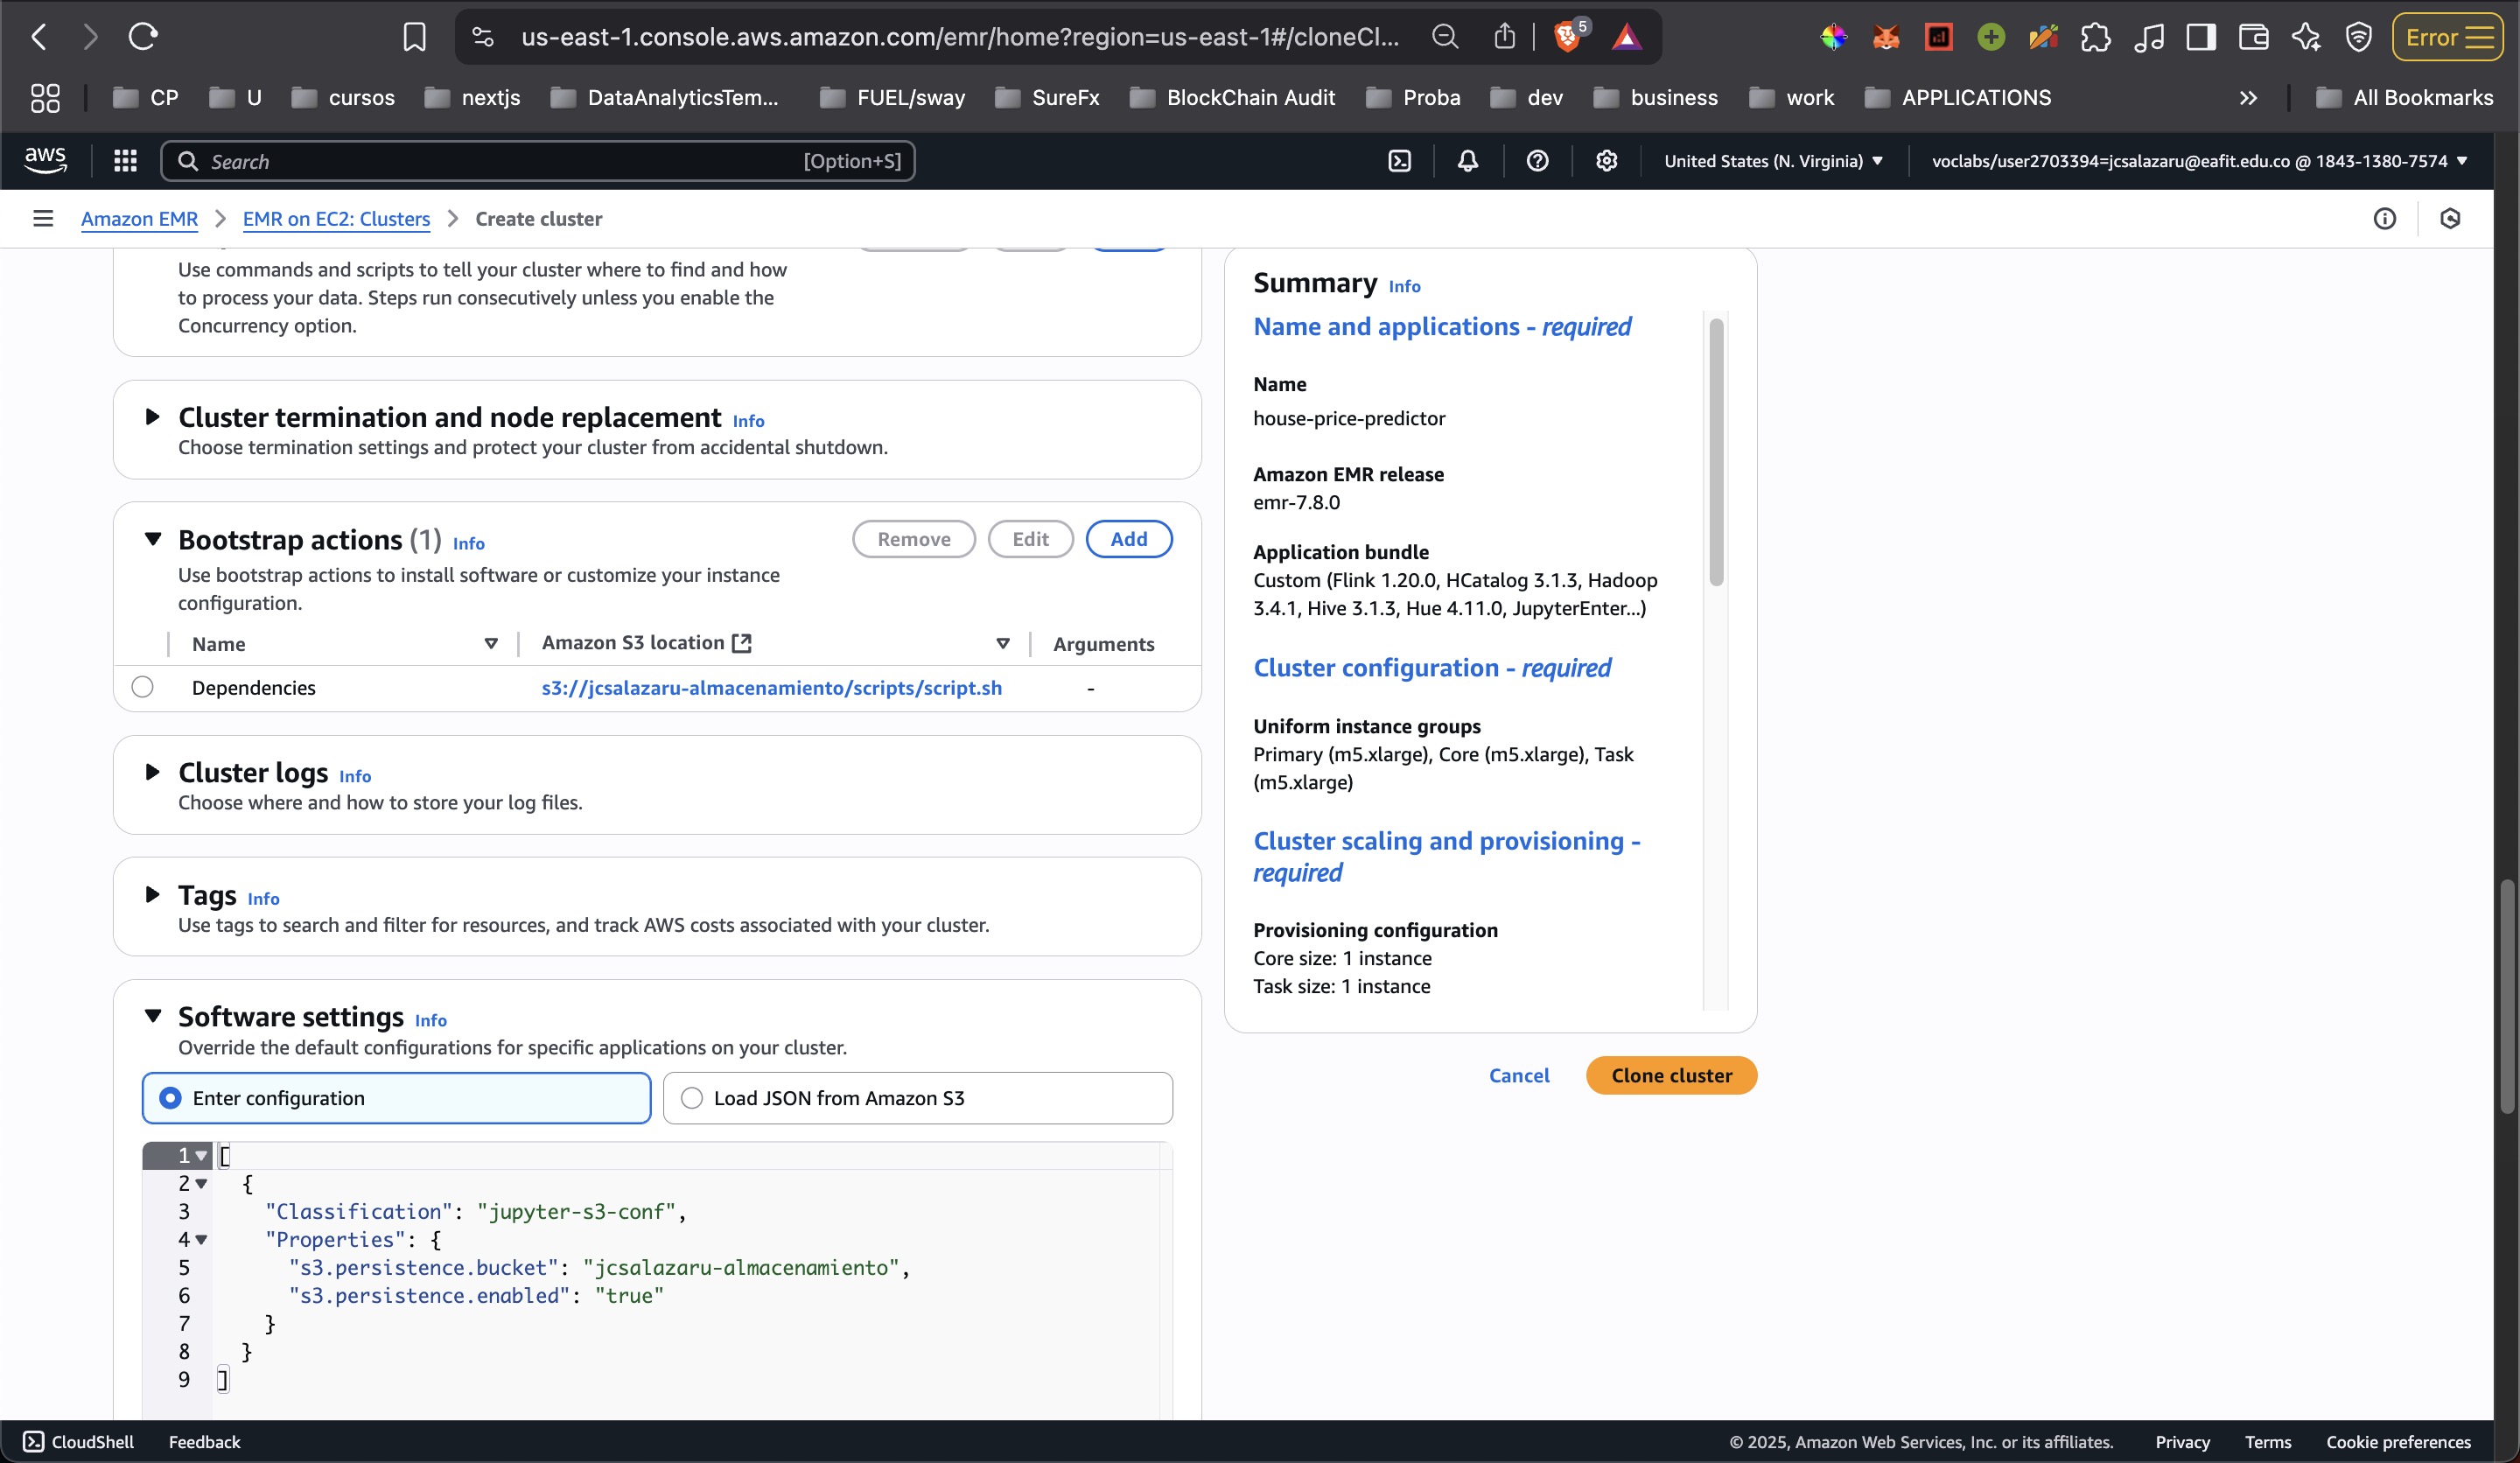 us-east-1.console.aws.amazon.com/emr/home?region=us-east-1#/cloneCl...
5
Error
CP
U
cursos
nextjs
DataAnalyticsTem...
FUEL/sway
SureFx
BlockChain Audit
Proba
dev
business
work
APPLICATIONS
All Bookmarks
aws
Search
[Option+S]
United States (N. Virginia)
voclabs/user2703394=jcsalazaru@eafit.edu.co @ 1843-1380-7574
Amazon EMR
EMR on EC2: Clusters
Create cluster
Use commands and scripts to tell your cluster where to find and how
to process your data. Steps run consecutively unless you enable the
Concurrency option.
Cluster termination and node replacement Info
Choose termination settings and protect your cluster from accidental shutdown.
Bootstrap actions (1) Info
Remove
Edit
Add
Use bootstrap actions to install software or customize your instance
configuration.
Name
Amazon S3 location
Arguments
Dependencies
s3://jcsalazaru-almacenamiento/scripts/script.sh
-
Cluster logs Info
Choose where and how to store your log files.
Tags Info
Use tags to search and filter for resources, and track AWS costs associated with your cluster.
Software settings Info
Override the default configurations for specific applications on your cluster.
Enter configuration
Load JSON from Amazon S3
1 [
2 {
3 "Classification": "jupyter-s3-conf",
4 "Properties": {
5 "s3.persistence.bucket": "jcsalazaru-almacenamiento",
6 "s3.persistence.enabled": "true"
7 }
8 }
9 ]
Summary Info
Name and applications - required
Name
house-price-predictor
Amazon EMR release
emr-7.8.0
Application bundle
Custom (Flink 1.20.0, HCatalog 3.1.3, Hadoop
3.4.1, Hive 3.1.3, Hue 4.11.0, JupyterEnter...)
Cluster configuration - required
Uniform instance groups
Primary (m5.xlarge), Core (m5.xlarge), Task
(m5.xlarge)
Cluster scaling and provisioning -
required
Provisioning configuration
Core size: 1 instance
Task size: 1 instance
Cancel
Clone cluster
CloudShell
Feedback
© 2025, Amazon Web Services, Inc. or its affiliates.
Privacy
Terms
Cookie preferences